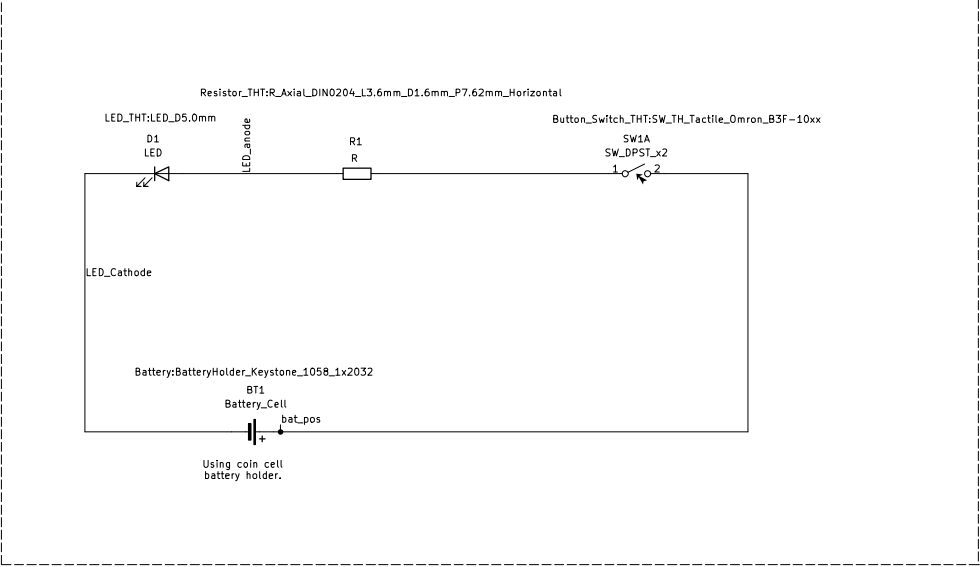 Resistor_THT:R_Axial_DIN0204_L3.6mm_D1.6mm_P7.62mm_Horizontal
LED_THT:LED_D5.0mm
Button_Switch_THT:SW_TH_Tactile_Omron_B3F-10xx
D1
LED
LED_anode
R1
R
SW1A
SW_DPST_x2
1
2
LED_Cathode
Battery:BatteryHolder_Keystone_1058_1x2032
BT1
Battery_Cell
bat_pos
+
Using coin cell
battery holder.